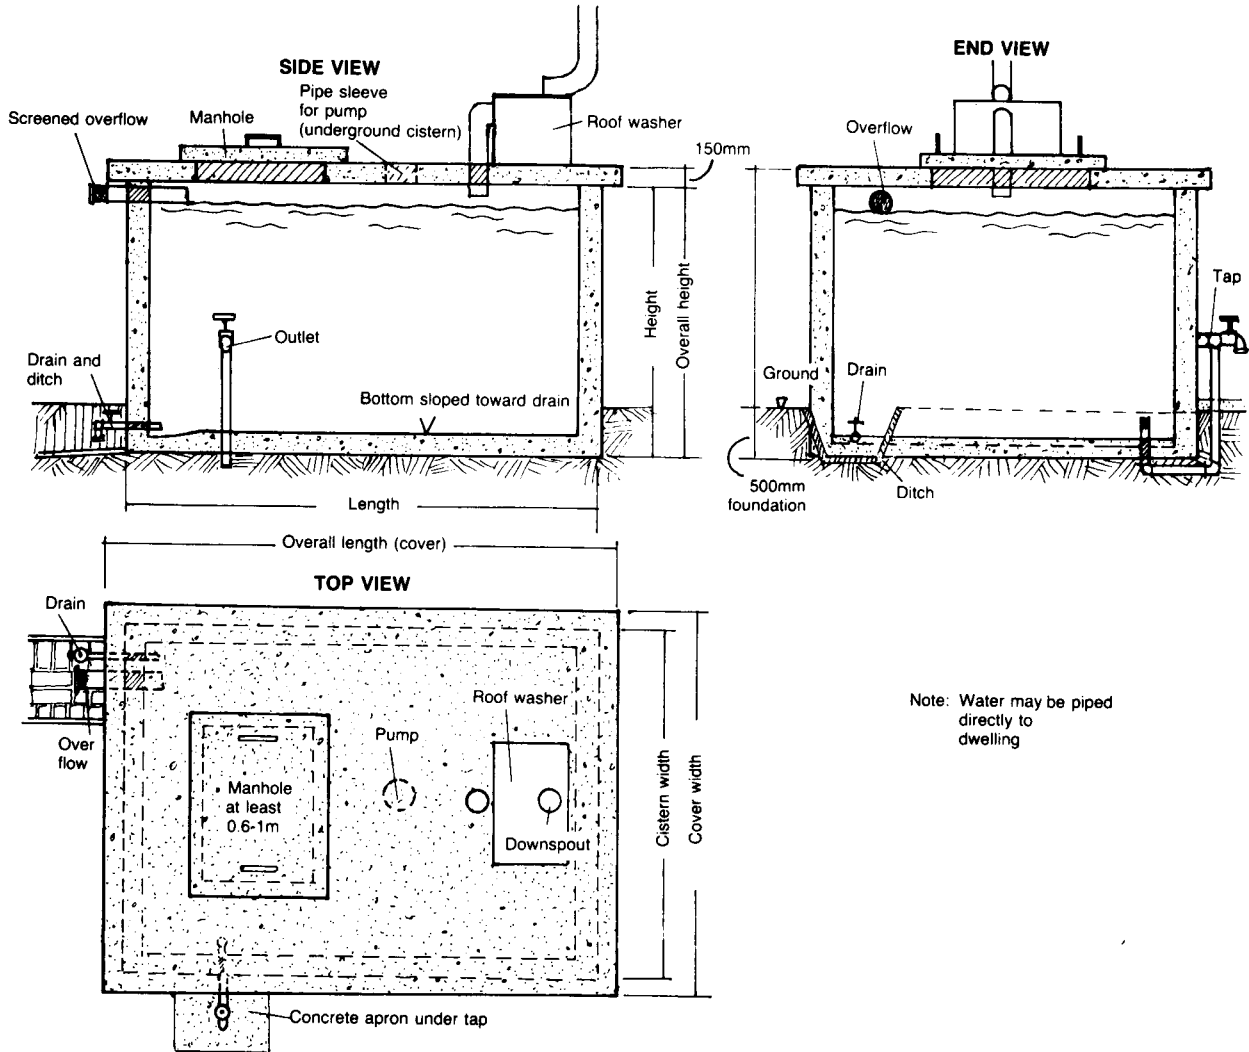 SIDE VIEW
Pipe sleeve
for pump
(underground cistern)
Screened overflow
Manhole
Roof washer
150mm
Outlet
Drain and
ditch
Bottom sloped toward drain
Height
Overall height
Length
END VIEW
Overflow
Tap
Ground
Drain
Ditch
500mm
foundation
Overall length (cover)
TOP VIEW
Drain
Over
flow
Manhole
at least
0.6-1m
Pump
Roof washer
Downspout
Cistern width
Cover width
Concrete apron under tap
Note: Water may be piped
directly to
dwelling